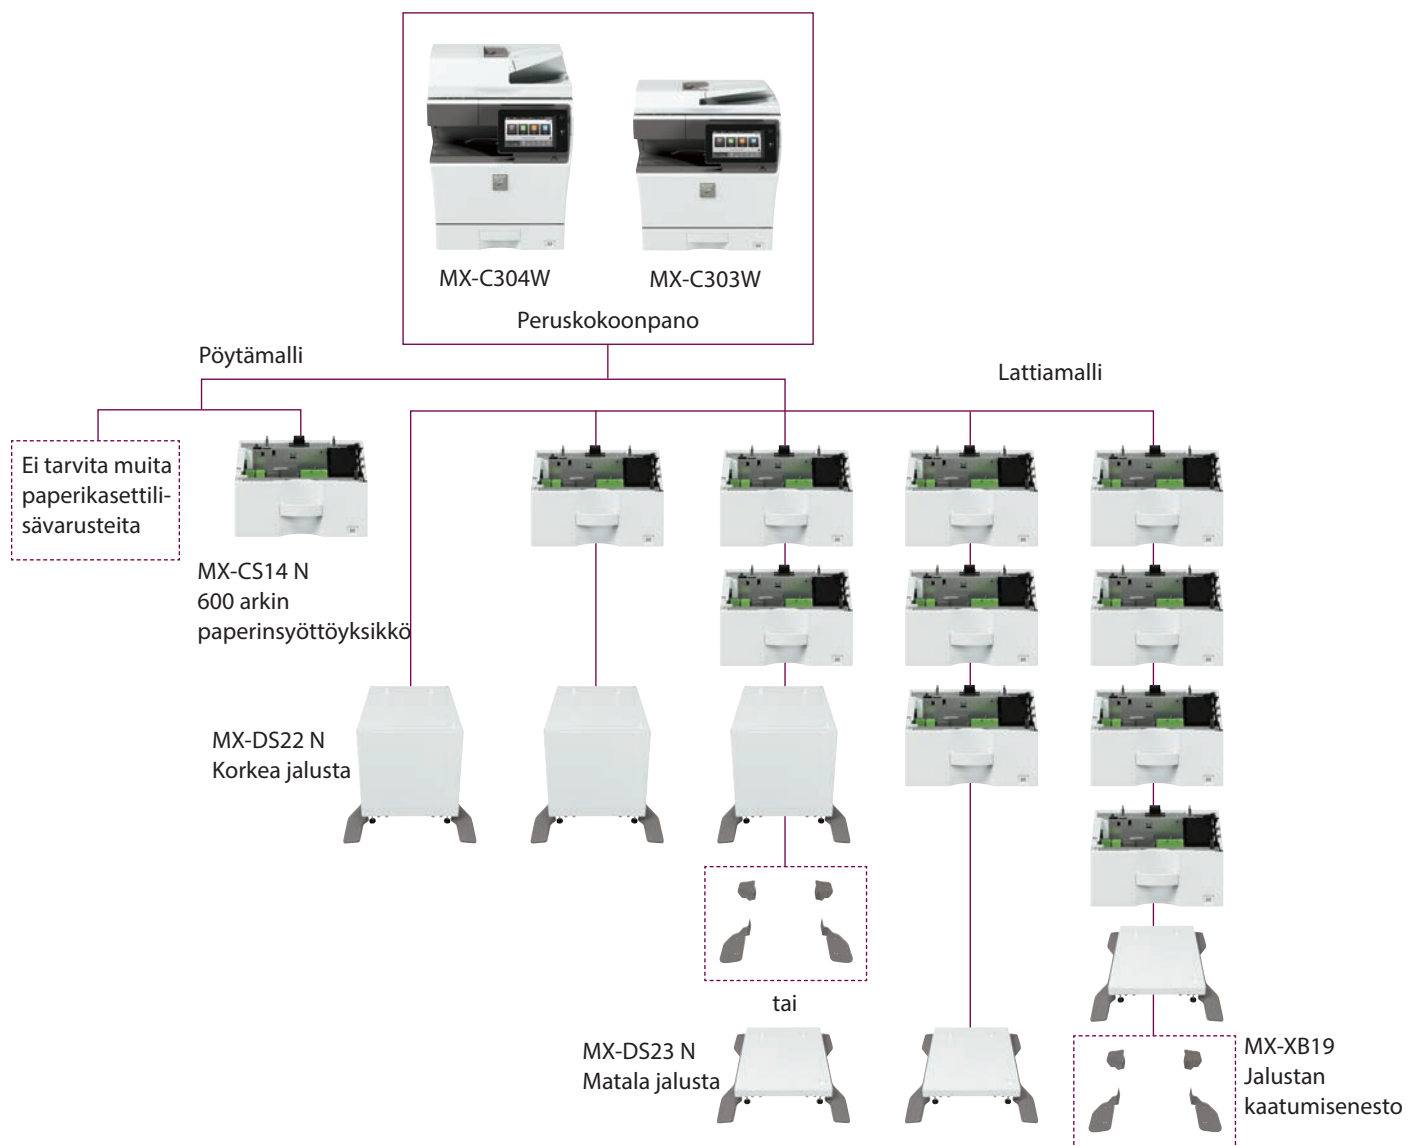 MX-C304W
MX-C303W
Peruskokoonpano
Pöytämalli
Lattiamalli
Ei tarvita muita
paperikasettili-
sävarusteita
MX-CS14 N
600 arkin
paperinsyöttöyksikkö
MX-DS22 N
Korkea jalusta
tai
MX-DS23 N
Matala jalusta
MX-XB19
Jalustan
kaatumisenesto